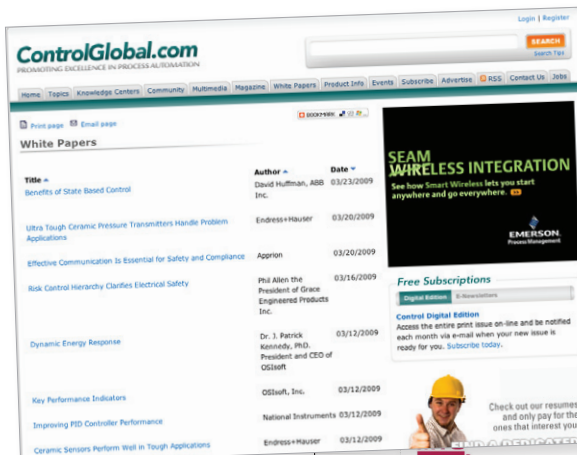 Login | Register
ControlGlobal.com
PROMOTING EXCELLENCE IN PROCESS AUTOMATION
SEARCH
Search Tips
Home Topics Knowledge Centers Community Multimedia Magazine White Papers Product Info Events Subscribe Advertise RSS Contact Us Jobs
Print page Email page
BOOKMARK
White Papers
Title Author Date
Benefits of State Based Control David Huffman, ABB 03/23/2009
Inc.
Ultra Tough Ceramic Pressure Transmitters Handle Problem Endress+Hauser 03/20/2009
Applications
Effective Communication Is Essential for Safety and Compliance Apprion 03/20/2009
Risk Control Hierarchy Clarifies Electrical Safety Phil Allen the 03/16/2009
President of Grace
Engineered Products
Inc.
Dynamic Energy Response Dr. J. Patrick 03/12/2009
Kennedy, PhD.
President and CEO of
OSIsoft
Key Performance Indicators OSIsoft, Inc. 03/12/2009
Improving PID Controller Performance National Instruments 03/12/2009
Ceramic Sensors Perform Well in Tough Applications Endress+Hauser 03/12/2009
SEAM
WIRELESS INTEGRATION
See how Smart Wireless lets you start
anywhere and go everywhere.
EMERSON.
Process Management
Free Subscriptions
Digital Edition E-Newsletters
Control Digital Edition
Access the entire print issue on-line and be notified
each month via e-mail when your new issue is
ready for you. Subscribe today.
Check out our resumes
and only pay for the
ones that interest you
FIND A DEDICATED